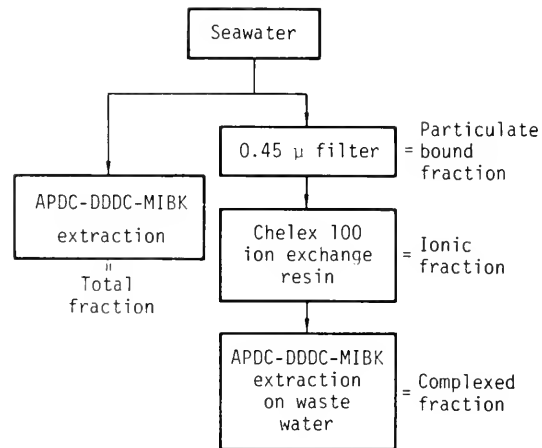 Seawater
0.45 μ filter
= Particulate
bound
fraction
APDC-DDDC-MIBK
extraction
=
Total
fraction
Chelex 100
ion exchange
resin
= Ionic
fraction
APDC-DDDC-MIBK
extraction
on waste
water
= Complexed
fraction